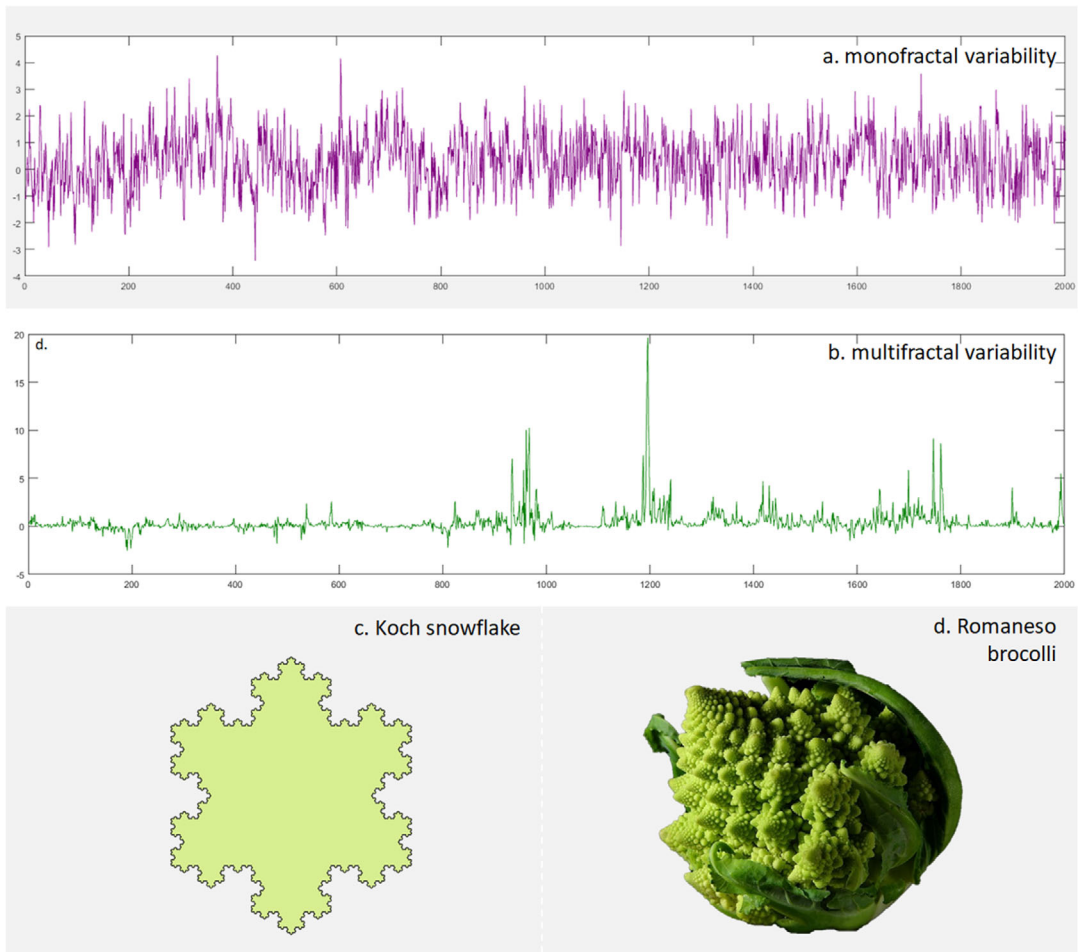 a. monofractal variability
5
4
3
2
1
0
-1
-2
-3
-4
0 200 400 600 800 1000 1200 1400 1600 1800 2000
d.
b. multifractal variability
20
15
10
5
0
-5
0 200 400 600 800 1000 1200 1400 1600 1800 2000
c. Koch snowflake
d. Romaneso
brocolli